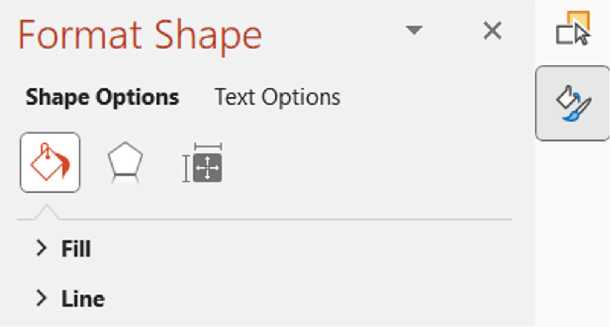 Format Shape
Shape Options Text Options
Fill
Line